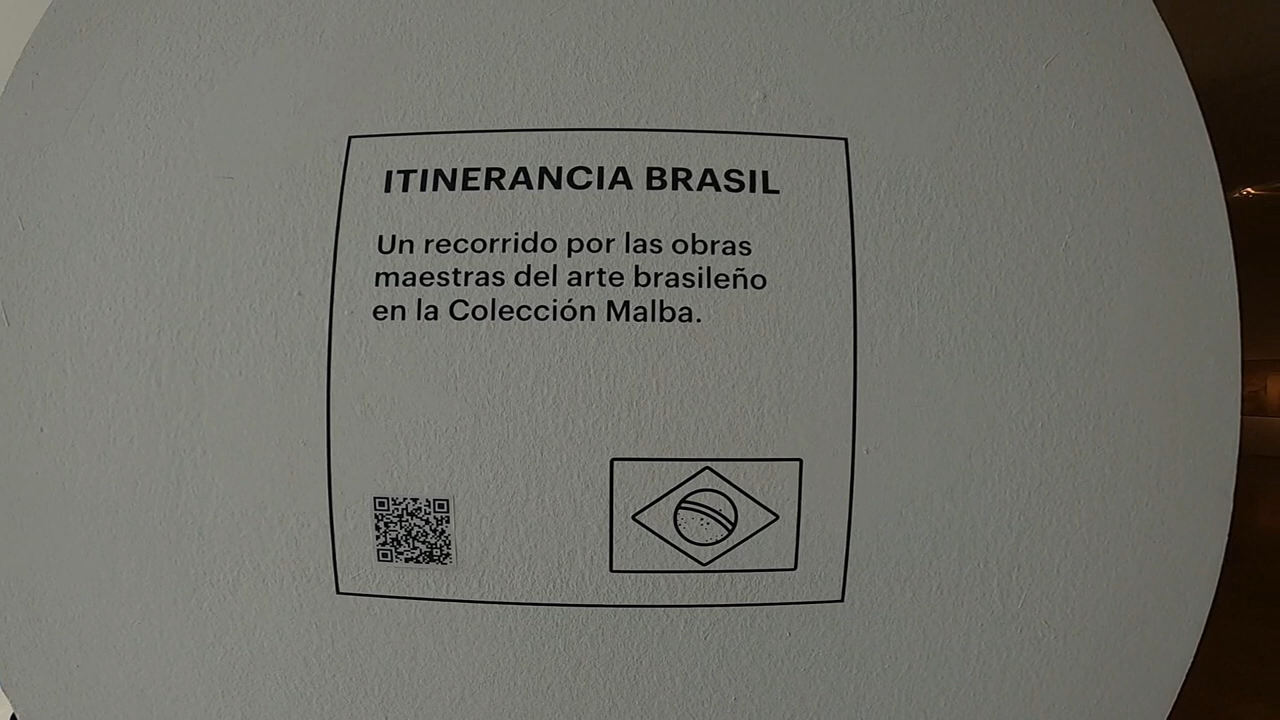 ITINERANCIA BRASIL
Un recorrido por las obras
maestras del arte brasileño
en la Colección Malba.